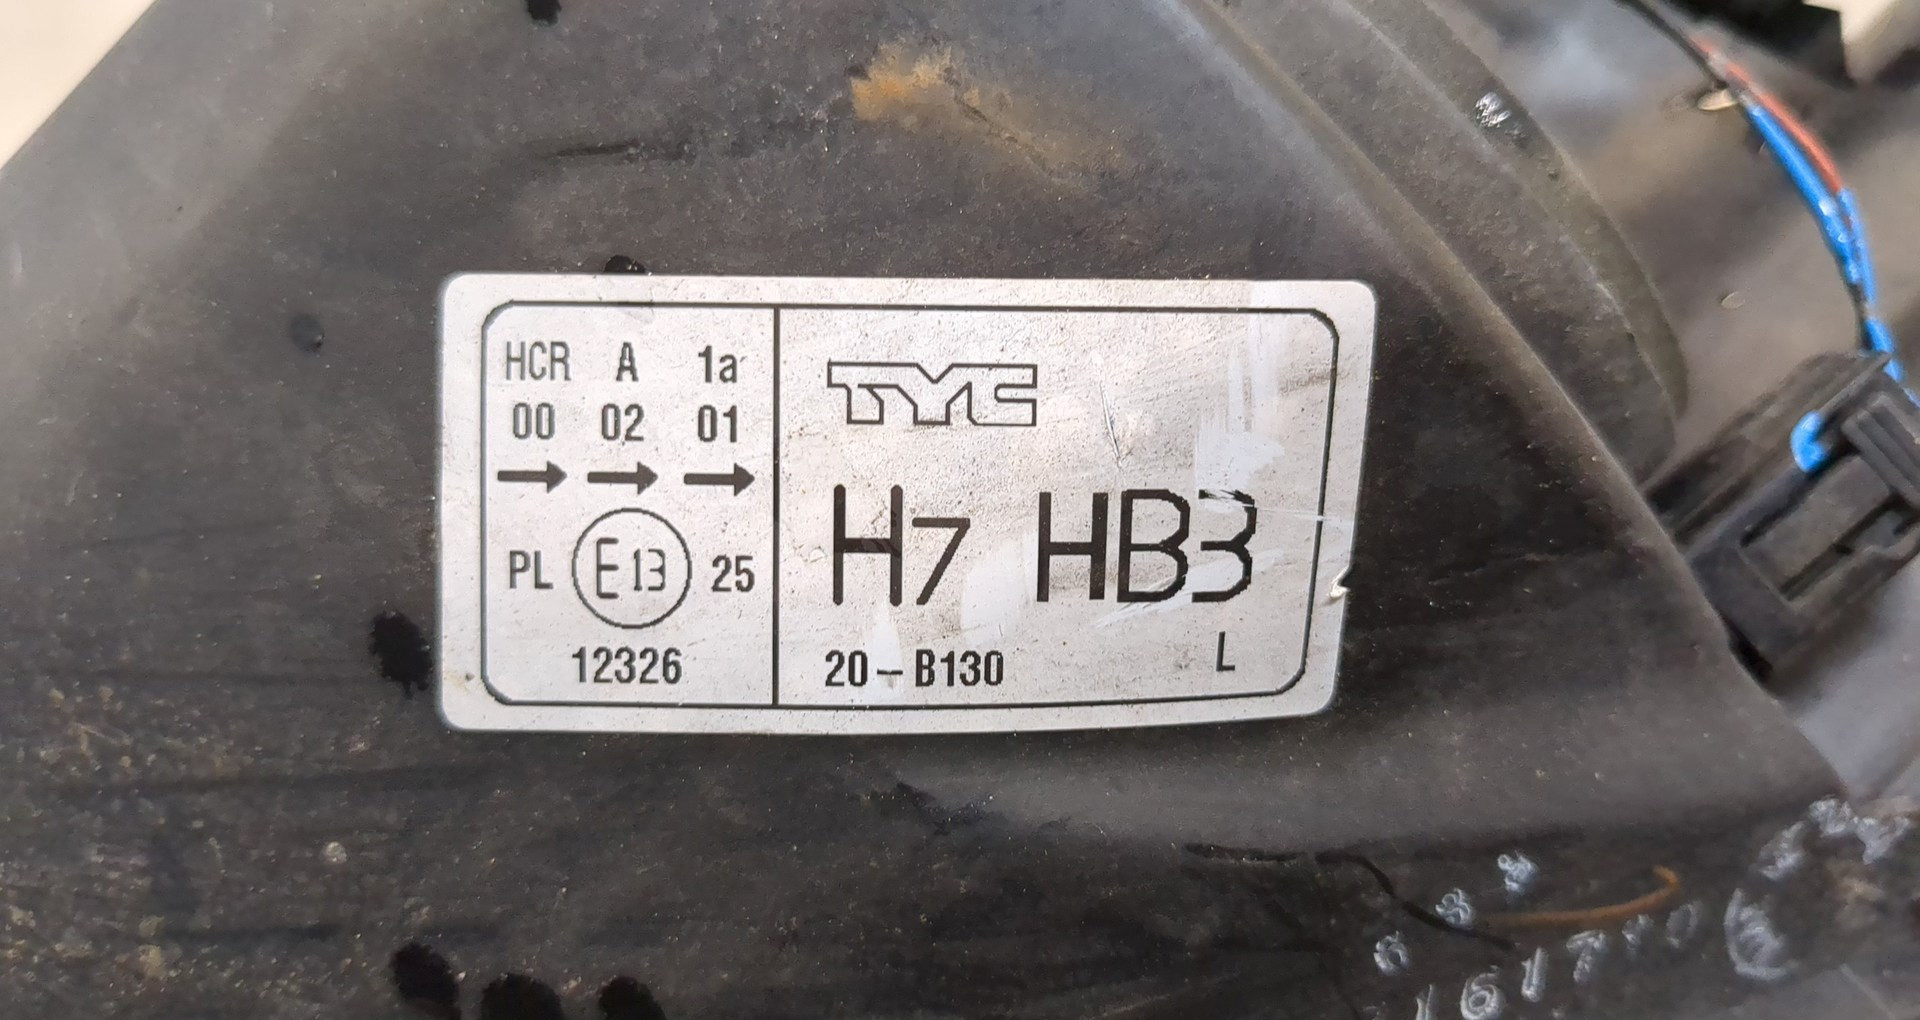 HCR A 1a
00 02 01
→ → →
PL E13 25
12326
TYC
H7 HB3
20-B130 L